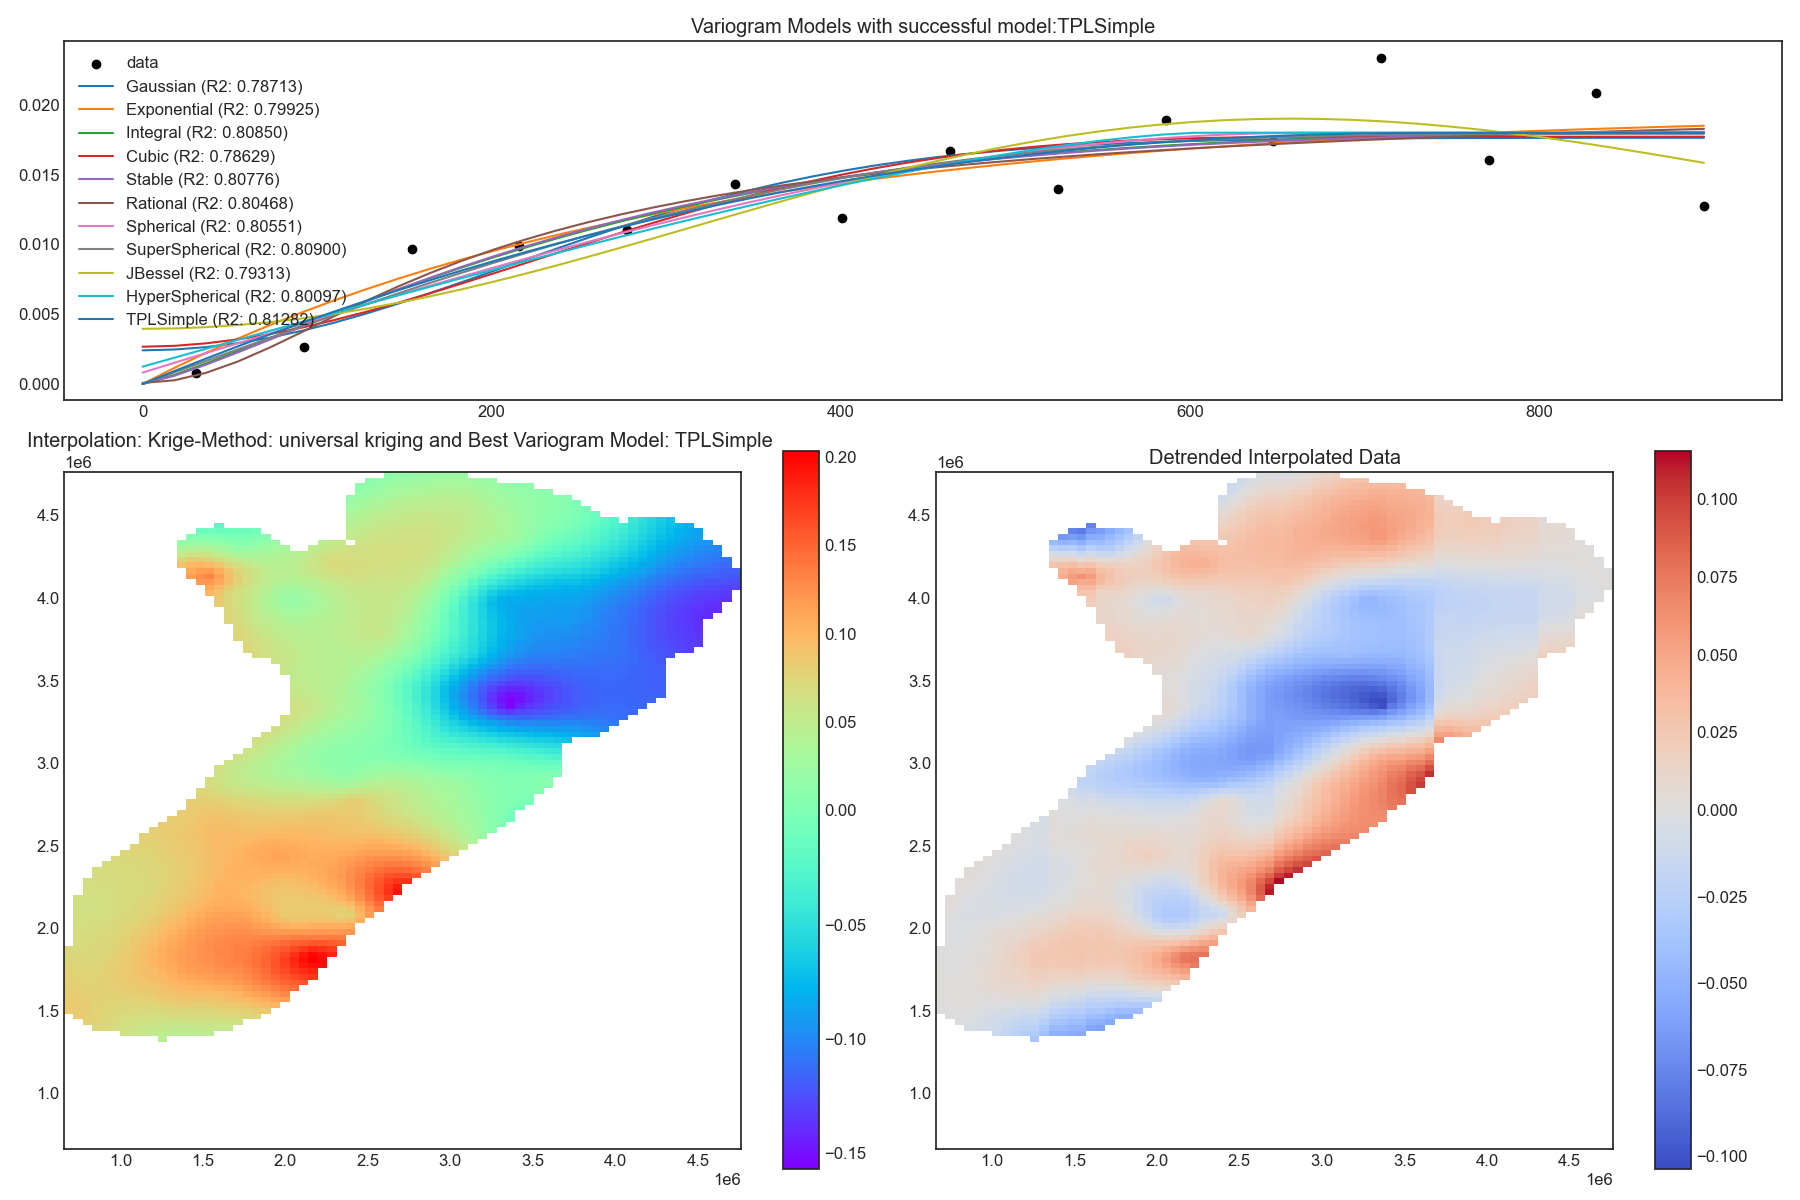 Variogram Models with successful model:TPLSimple
data
Gaussian (R2: 0.78713)
Exponential (R2: 0.79925)
Integral (R2: 0.80850)
Cubic (R2: 0.78629)
Stable (R2: 0.80776)
Rational (R2: 0.80468)
Spherical (R2: 0.80551)
SuperSpherical (R2: 0.80900)
JBessel (R2: 0.79313)
HyperSpherical (R2: 0.80097)
TPLSimple (R2: 0.81282)
0.020
0.015
0.010
0.005
0.000
0 200 400 600 800
Interpolation: Krige-Method: universal kriging and Best Variogram Model: TPLSimple
1e6
4.5
4.0
3.5
3.0
2.5
2.0
1.5
1.0
1.0 1.5 2.0 2.5 3.0 3.5 4.0 4.5
1e6
0.20
0.15
0.10
0.05
0.00
−0.05
−0.10
−0.15
Detrended Interpolated Data
1e6
4.5
4.0
3.5
3.0
2.5
2.0
1.5
1.0
1.0 1.5 2.0 2.5 3.0 3.5 4.0 4.5
1e6
0.100
0.075
0.050
0.025
0.000
−0.025
−0.050
−0.075
−0.100